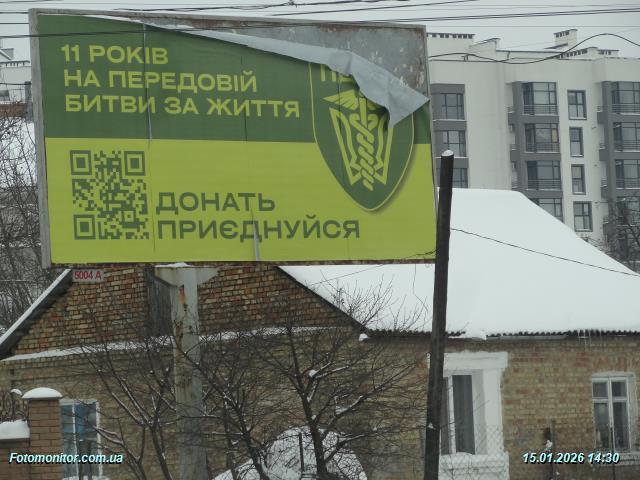 11 РОКІВ
НА ПЕРЕДОВІЙ
БИТВИ ЗА ЖИТТЯ
ДОНАТЬ
ПРИЄДНУЙСЯ
5004 А
Fotomonitor.com.ua
15.01.2026 14:30